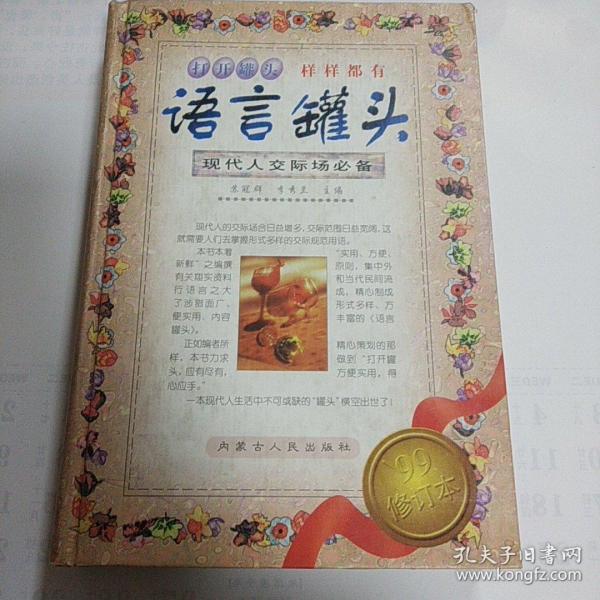 打开罐头 样样都有
语言罐头
现代人交际场必备
苏冠群 李秀兰 主编
现代人的交际场合日益增多，交际范围日益宽阔，这
就需要人们去掌握形式多样的交际规范用语。
本书本着 “实用、方便、
新鲜”之编撰 原则，集中外
有关翔实资料 和当代民间流
行语言之大 成，精心制成
了涉猎面广、 形式多样、方
便实用、内容 丰富的《语言
罐头》。
正如编者所 精心策划的那
样，本书力求 做到“打开罐
头，应有尽有， 方便实用，得
心应手。”
一本现代人生活中不可或缺的“罐头”横空出世了！
内蒙古人民出版社
'99
修订本
孔夫子旧书网
www.kongfz.com